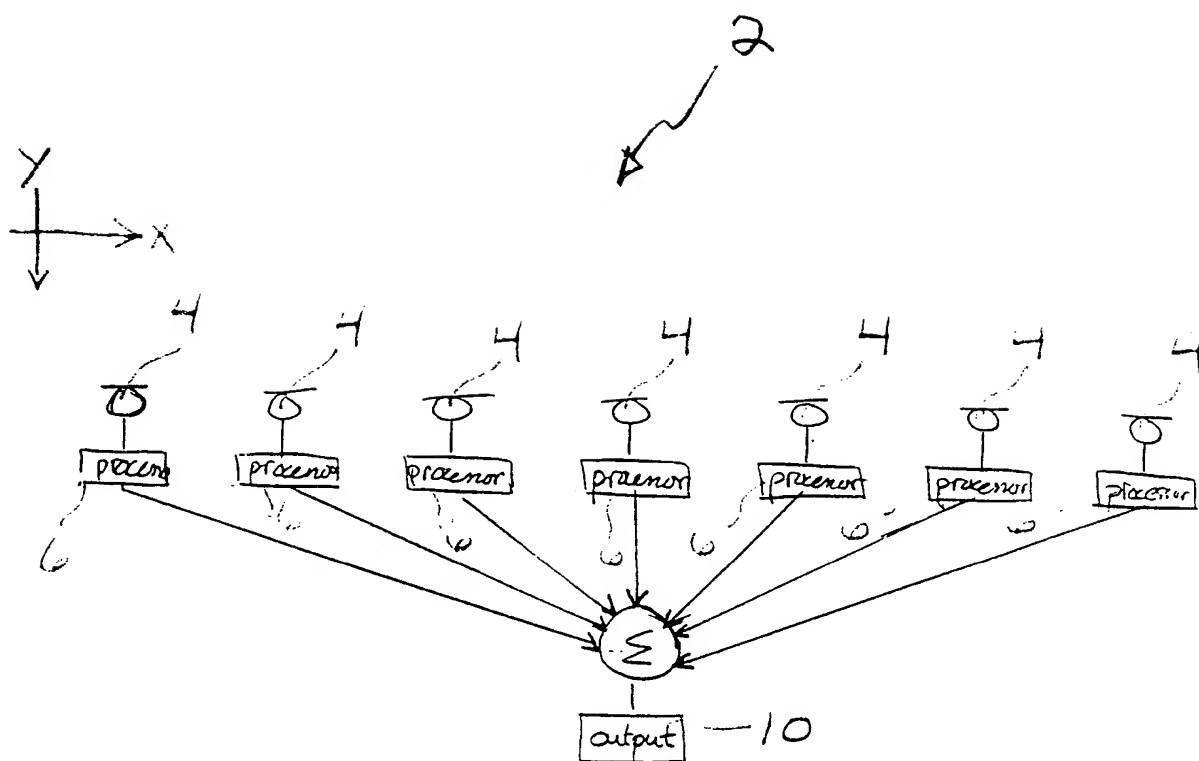 2
Y
X
4 4 4 4 4 4 4
processor processor processor processor processor processor processor
6 6 6 6 6 6 6
Σ
output 10